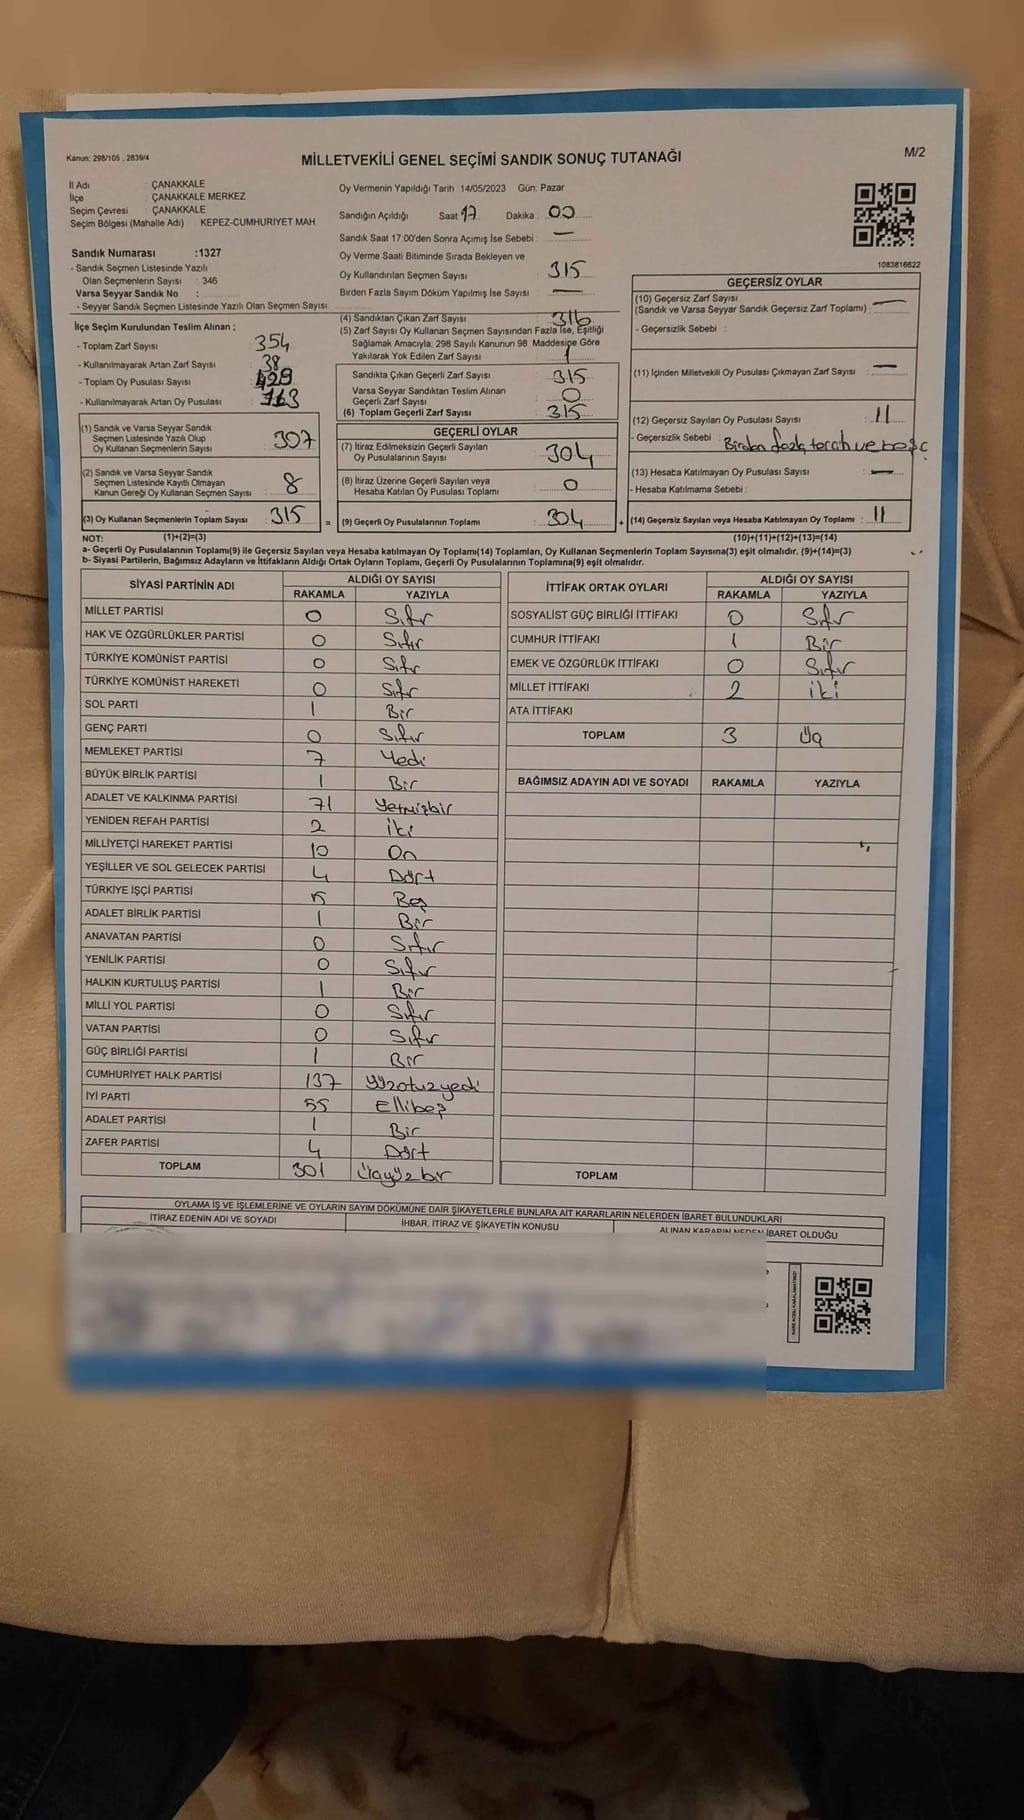 Kanun; 298/105 , 2839/4
MİLLETVEKİLİ GENEL SEÇİMİ SANDIK SONUÇ TUTANAĞI
M/2
İl Adı : ÇANAKKALE
İlçe : ÇANAKKALE MERKEZ
Seçim Çevresi : ÇANAKKALE
Seçim Bölgesi (Mahalle Adı) KEPEZ-CUMHURİYET MAH
Sandık Numarası :1327
- Sandık Seçmen Listesinde Yazılı
Olan Seçmenlerin Sayısı : 346
Varsa Seyyar Sandık No :
- Seyyar Sandık Seçmen Listesinde Yazılı Olan Seçmen Sayısı
Oy Vermenin Yapıldığı Tarih :14/05/2023 Gün: Pazar
Sandığın Açıldığı Saat 17 Dakika : 00
Sandık Saat 17:00'den Sonra Açımış İse Sebebi : —
Oy Verme Saati Bitiminde Sırada Bekleyen ve
Oy Kullandırılan Seçmen Sayısı : 315
Birden Fazla Sayım Döküm Yapılmış İse Sayısı : —
1083816622
İlçe Seçim Kurulundan Teslim Alınan ;
- Toplam Zarf Sayısı : 354
- Kullanılmayarak Artan Zarf Sayısı : 38
- Toplam Oy Pusulası Sayısı :
- Kullanılmayarak Artan Oy Pusulası :
(4) Sandıktan Çıkan Zarf Sayısı : 316
(5) Zarf Sayısı Oy Kullanan Seçmen Sayısından Fazla İse, Eşitliği
Sağlamak Amacıyla; 298 Sayılı Kanunun 98. Maddesine Göre
Yakılarak Yok Edilen Zarf Sayısı : 1
Sandıkta Çıkan Geçerli Zarf Sayısı : 315
Varsa Seyyar Sandıktan Teslim Alınan
Geçerli Zarf Sayısı : 0
(6) Toplam Geçerli Zarf Sayısı : 315
GEÇERSİZ OYLAR
(10) Geçersiz Zarf Sayısı
(Sandık ve Varsa Seyyar Sandık Geçersiz Zarf Toplamı) : —
- Geçersizlik Sebebi :
(11) İçinden Milletvekili Oy Pusulası Çıkmayan Zarf Sayısı : —
(12) Geçersiz Sayılan Oy Pusulası Sayısı : 11
- Geçersizlik Sebebi : Birden fazla tercih ve boş
(13) Hesaba Katılmayan Oy Pusulası Sayısı : —
- Hesaba Katılmama Sebebi :
(14) Geçersiz Sayılan veya Hesaba Katılmayan Oy Toplamı : 11
(10)+(11)+(12)+(13)=(14)
(1) Sandık ve Varsa Seyyar Sandık
Seçmen Listesinde Yazılı Olup
Oy Kullanan Seçmenlerin Sayısı : 307
(2) Sandık ve Varsa Seyyar Sandık
Seçmen Listesinde Kayıtlı Olmayan
Kanun Gereği Oy Kullanan Seçmen Sayısı : 8
(3) Oy Kullanan Seçmenlerin Toplam Sayısı : 315 =
(1)+(2)=(3)
GEÇERLİ OYLAR
(7) İtiraz Edilmeksizin Geçerli Sayılan
Oy Pusulalarının Sayısı : 304
(8) İtiraz Üzerine Geçerli Sayılan veya
Hesaba Katılan Oy Pusulası Toplamı : 0
(9) Geçerli Oy Pusulalarının Toplamı : 304 +
NOT:
a- Geçerli Oy Pusulalarının Toplamı(9) ile Geçersiz Sayılan veya Hesaba katılmayan Oy Toplamı(14) Toplamları, Oy Kullanan Seçmenlerin Toplam Sayısına(3) eşit olmalıdır. (9)+(14)=(3)
b- Siyasi Partilerin, Bağımsız Adayların ve İttifakların Aldığı Oyların Toplamı, Geçerli Oy Pusulalarının Toplamına(9) eşit olmalıdır.
SİYASİ PARTİNİN ADI ALDIĞI OY SAYISI
RAKAMLA YAZIYLA
MİLLET PARTİSİ 0 Sıfır
HAK VE ÖZGÜRLÜKLER PARTİSİ 0 Sıfır
TÜRKİYE KOMÜNİST PARTİSİ 0 Sıfır
TÜRKİYE KOMÜNİST HAREKETİ 0 Sıfır
SOL PARTİ 1 Bir
GENÇ PARTİ 0 Sıfır
MEMLEKET PARTİSİ 7 Yedi
BÜYÜK BİRLİK PARTİSİ 1 Bir
ADALET VE KALKINMA PARTİSİ 71 Yetmişbir
YENİDEN REFAH PARTİSİ 2 İki
MİLLİYETÇİ HAREKET PARTİSİ 10 On
YEŞİLLER VE SOL GELECEK PARTİSİ 4 Dört
TÜRKİYE İŞÇİ PARTİSİ 5 Beş
ADALET BİRLİK PARTİSİ 1 Bir
ANAVATAN PARTİSİ 0 Sıfır
YENİLİK PARTİSİ 0 Sıfır
HALKIN KURTULUŞ PARTİSİ 1 Bir
MİLLİ YOL PARTİSİ 0 Sıfır
VATAN PARTİSİ 0 Sıfır
GÜÇ BİRLİĞİ PARTİSİ 1 Bir
CUMHURİYET HALK PARTİSİ 137 Yüzotuzyedi
İYİ PARTİ 55 Ellibeş
ADALET PARTİSİ 1 Bir
ZAFER PARTİSİ 4 Dört
TOPLAM 301 Üçyüzbir
İTTİFAK ORTAK OYLARI ALDIĞI OY SAYISI
RAKAMLA YAZIYLA
SOSYALİST GÜÇ BİRLİĞİ İTTİFAKI 0 Sıfır
CUMHUR İTTİFAKI 1 Bir
EMEK VE ÖZGÜRLÜK İTTİFAKI 0 Sıfır
MİLLET İTTİFAKI 2 İki
ATA İTTİFAKI
TOPLAM 3 Üç
BAĞIMSIZ ADAYIN ADI VE SOYADI RAKAMLA YAZIYLA
TOPLAM
OYLAMA İŞ VE İŞLEMLERİNE VE OYLARIN SAYIM DÖKÜMÜNE DAİR ŞİKAYETLERLE BUNLARA AİT KARARLARIN NELERDEN İBARET BULUNDUKLARI
İTİRAZ EDENİN ADI VE SOYADI İHBAR, İTİRAZ VE ŞİKAYETİN KONUSU ALINAN KARARIN NEDEN İBARET OLDUĞU